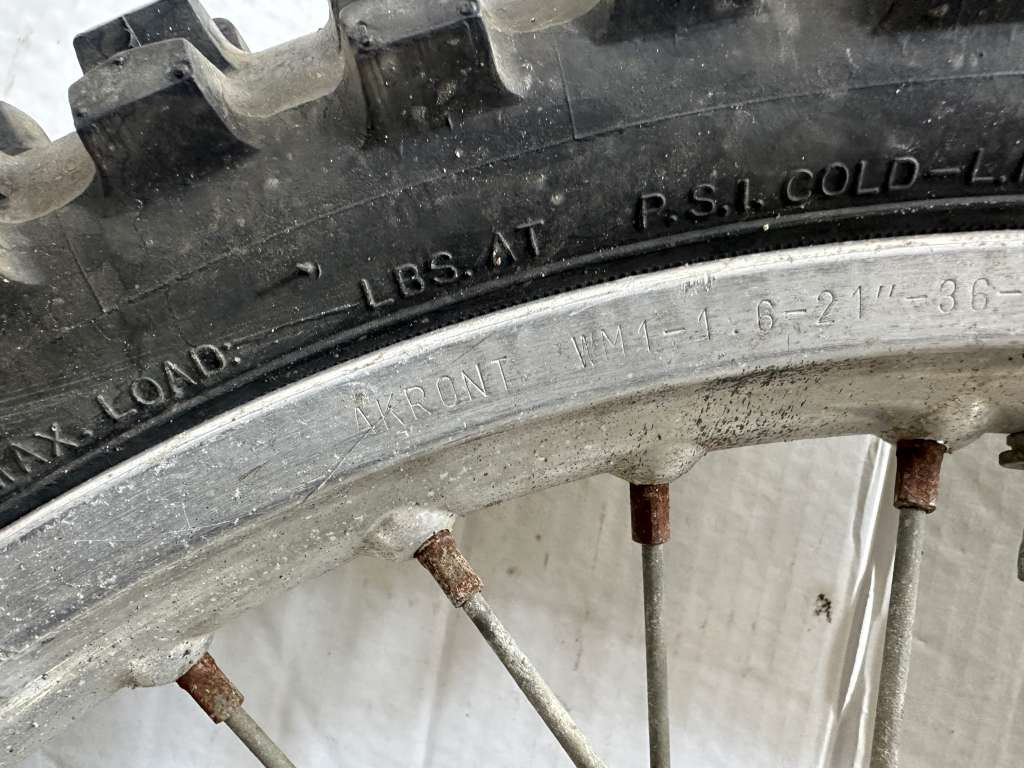 MAX. LOAD: LBS. AT P.S.I. COLD-L.
AKRONT WM1-1.6-21"-36-